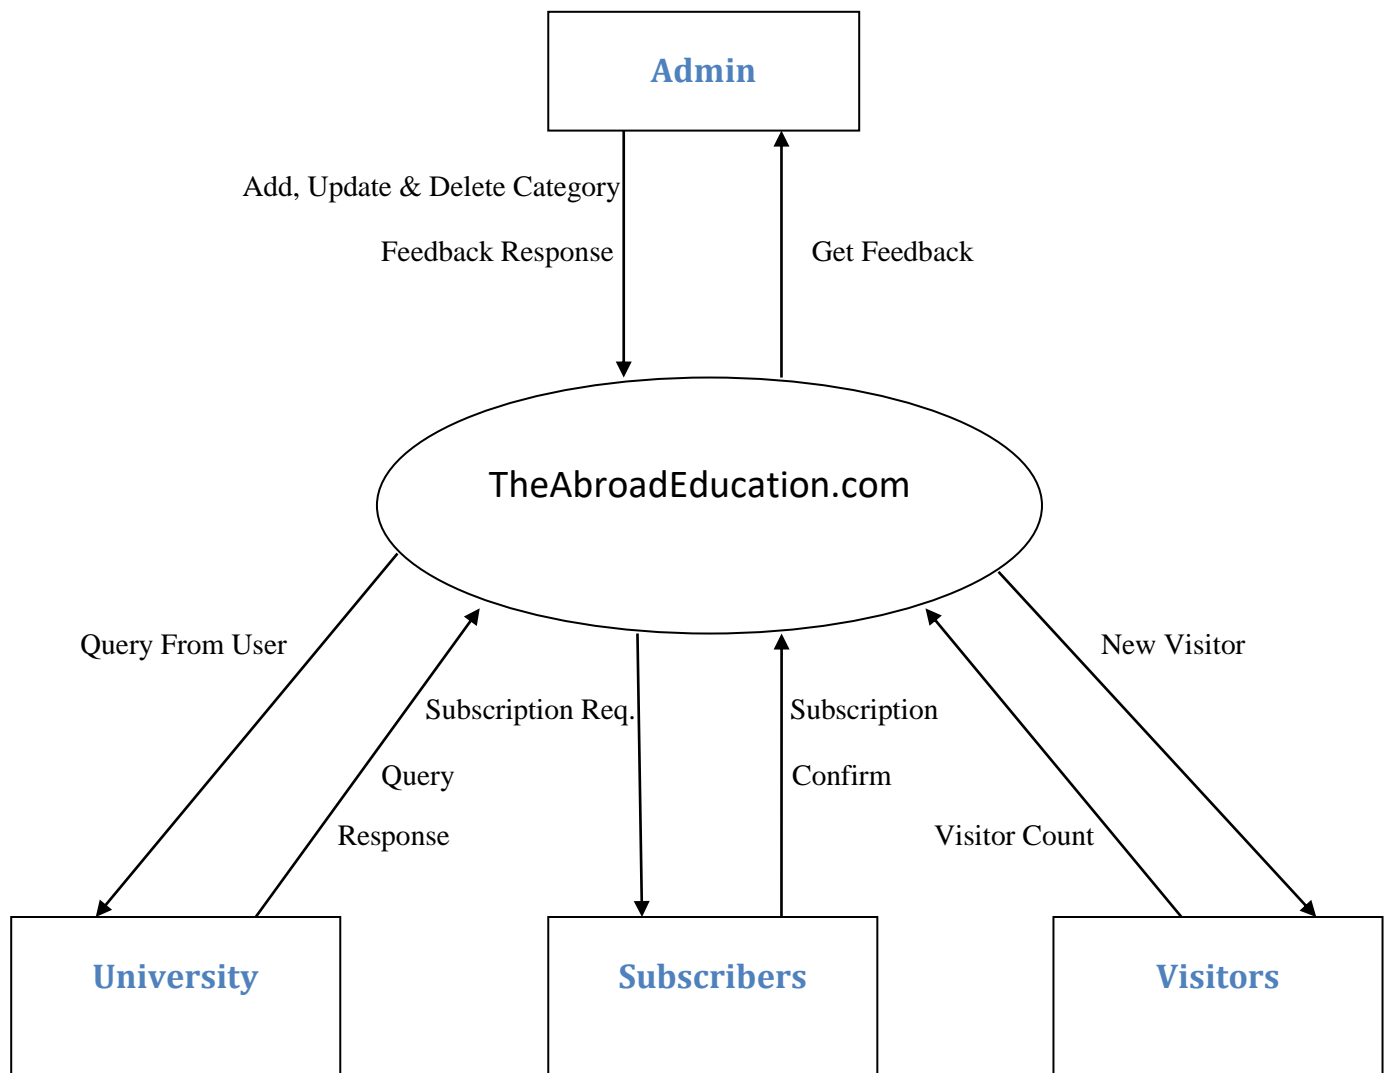 Admin
Add, Update & Delete Category
Feedback Response
Get Feedback
TheAbroadEducation.com
Query From User
New Visitor
Subscription Req.
Subscription
Query
Confirm
Response
Visitor Count
University
Subscribers
Visitors